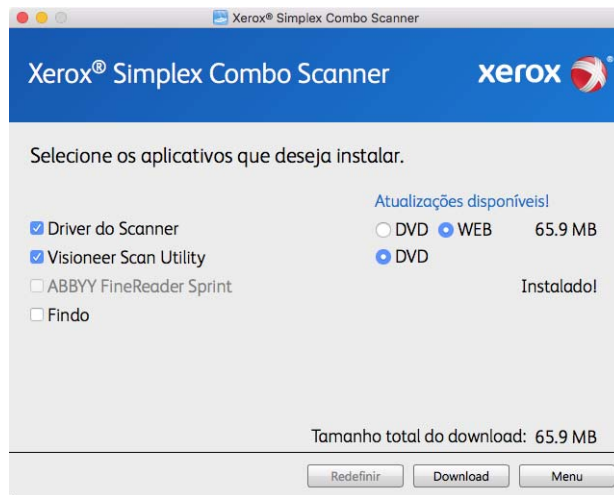 Xerox® Simplex Combo Scanner
Xerox® Simplex Combo Scanner
xerox ®
Selecione os aplicativos que deseja instalar.
Atualizações disponíveis!
Driver do Scanner DVD WEB 65.9 MB
Visioneer Scan Utility DVD
ABBYY FineReader Sprint Instalado!
Findo
Tamanho total do download: 65.9 MB
Redefinir Download Menu